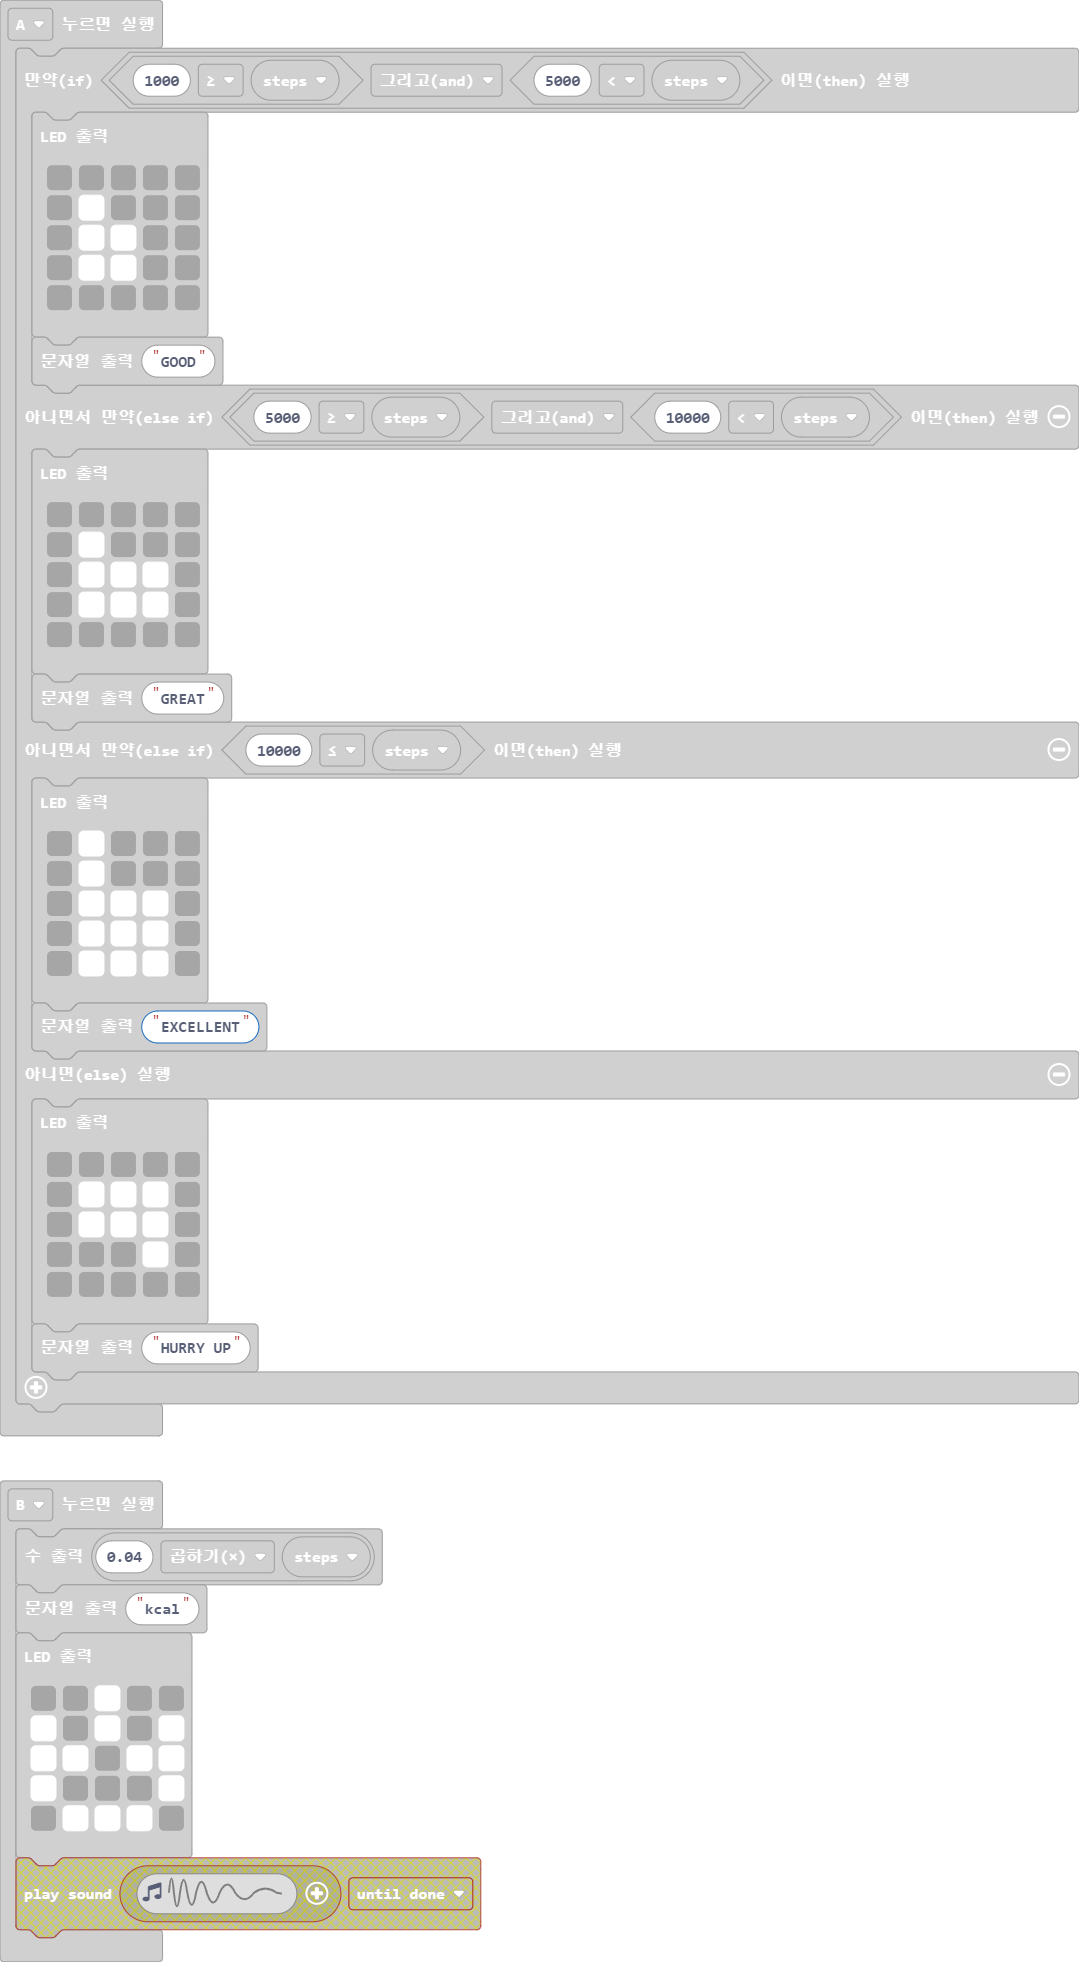 A 누르면 실행
만약(if) 1000 ≥ steps 그리고(and) 5000 < steps 이면(then) 실행
LED 출력
문자열 출력 "GOOD"
아니면서 만약(else if) 5000 ≥ steps 그리고(and) 10000 < steps 이면(then) 실행
LED 출력
문자열 출력 "GREAT"
아니면서 만약(else if) 10000 ≤ steps 이면(then) 실행
LED 출력
문자열 출력 "EXCELLENT"
아니면(else) 실행
LED 출력
문자열 출력 "HURRY UP"
B 누르면 실행
수 출력 0.04 곱하기(×) steps
문자열 출력 "kcal"
LED 출력
play sound until done